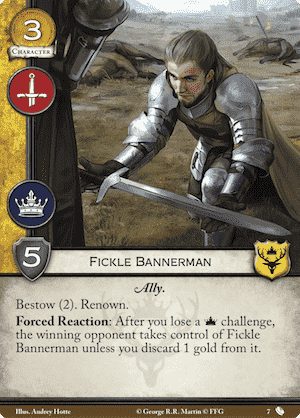 3
CHARACTER
5
FICKLE BANNERMAN
Ally.
Bestow (2). Renown.
Forced Reaction: After you lose a challenge,
the winning opponent takes control of Fickle
Bannerman unless you discard 1 gold from it.
Illus. Audrey Hotte
© George R.R. Martin © FFG
7